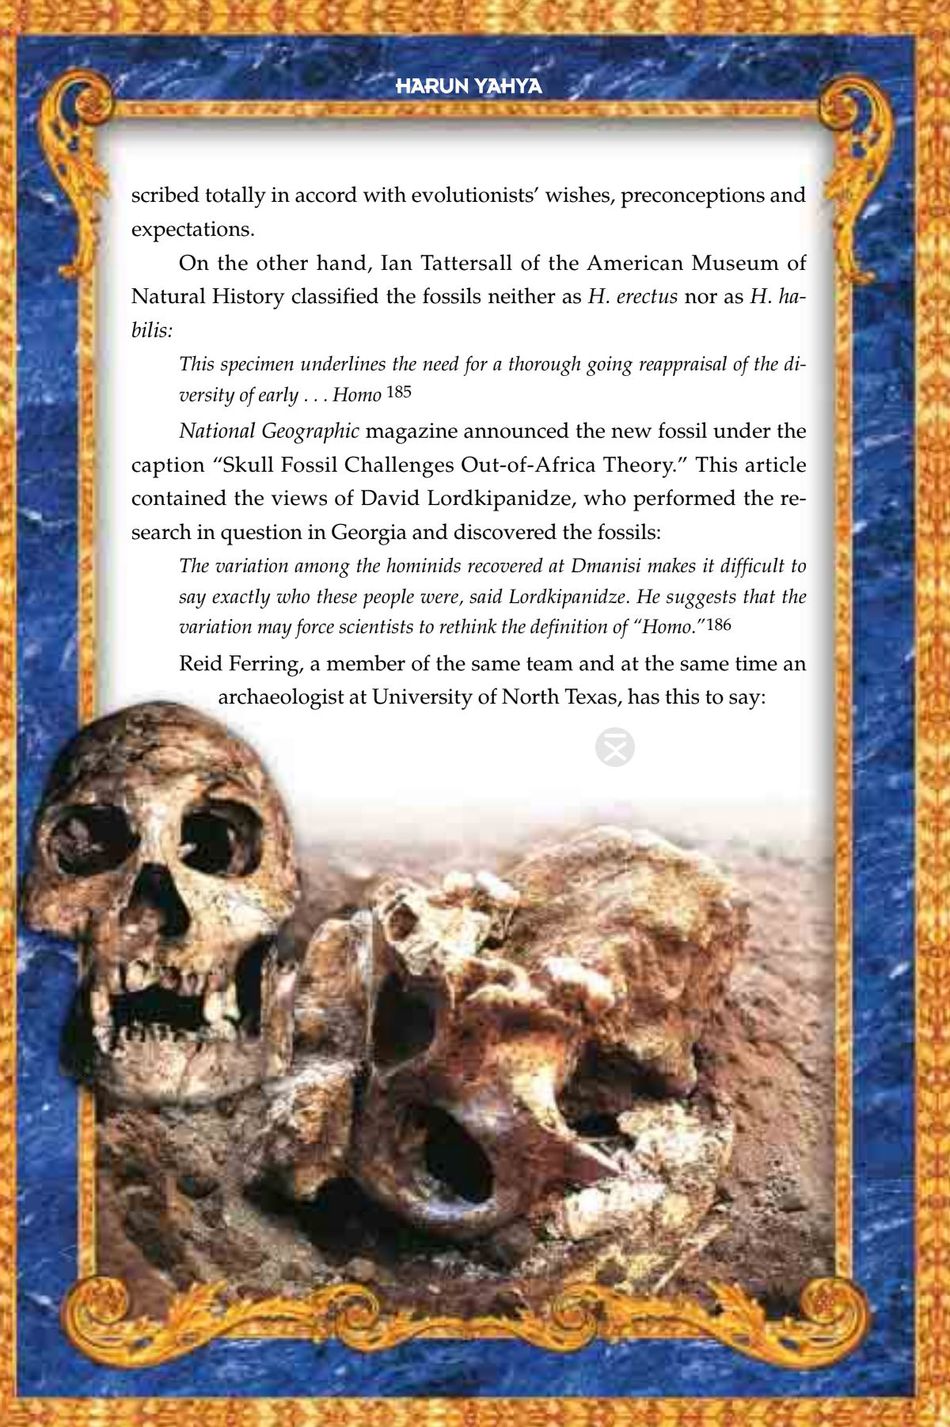 HARUN YAHYA
scribed totally in accord with evolutionists’ wishes, preconceptions and
expectations.
On the other hand, Ian Tattersall of the American Museum of
Natural History classified the fossils neither as H. erectus nor as H. ha-
bilis:
This specimen underlines the need for a thorough going reappraisal of the di-
versity of early . . . Homo 185
National Geographic magazine announced the new fossil under the
caption “Skull Fossil Challenges Out-of-Africa Theory.” This article
contained the views of David Lordkipanidze, who performed the re-
search in question in Georgia and discovered the fossils:
The variation among the hominids recovered at Dmanisi makes it difficult to
say exactly who these people were, said Lordkipanidze. He suggests that the
variation may force scientists to rethink the definition of “Homo.”186
Reid Ferring, a member of the same team and at the same time an
archaeologist at University of North Texas, has this to say: